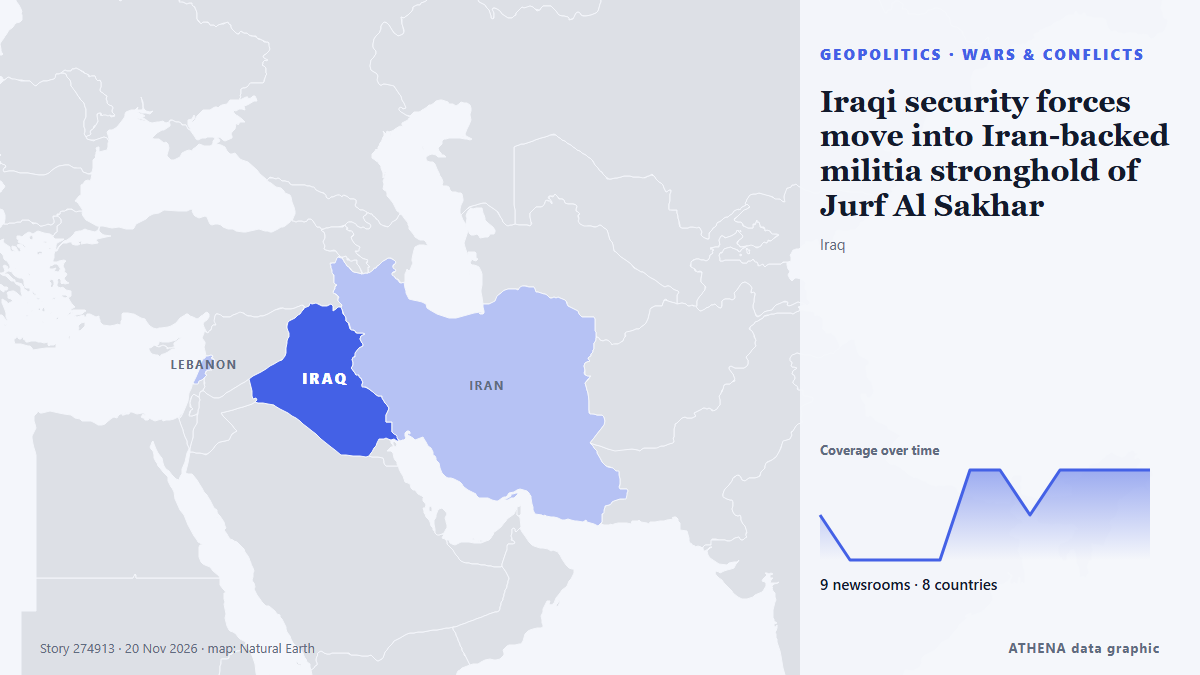 GEOPOLITICS · WARS & CONFLICTS
Iraqi security forces
move into Iran-backed
militia stronghold of
Jurf Al Sakhar
Iraq
LEBANON
IRAQ
IRAN
Coverage over time
9 newsrooms · 8 countries
Story 274913 · 20 Nov 2026 · map: Natural Earth
ATHENA data graphic